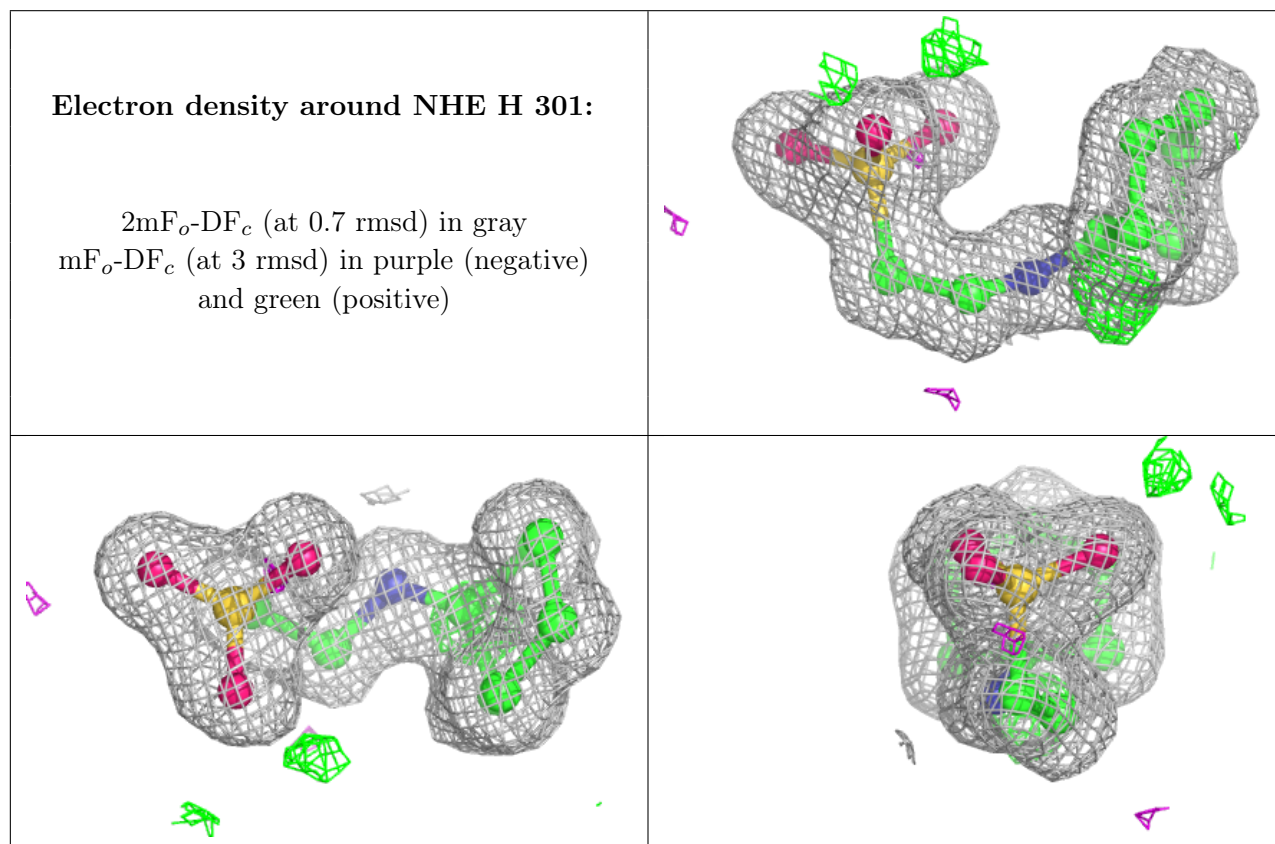 Electron density around NHE H 301:
2mFo-DFc (at 0.7 rmsd) in gray
mFo-DFc (at 3 rmsd) in purple (negative)
and green (positive)